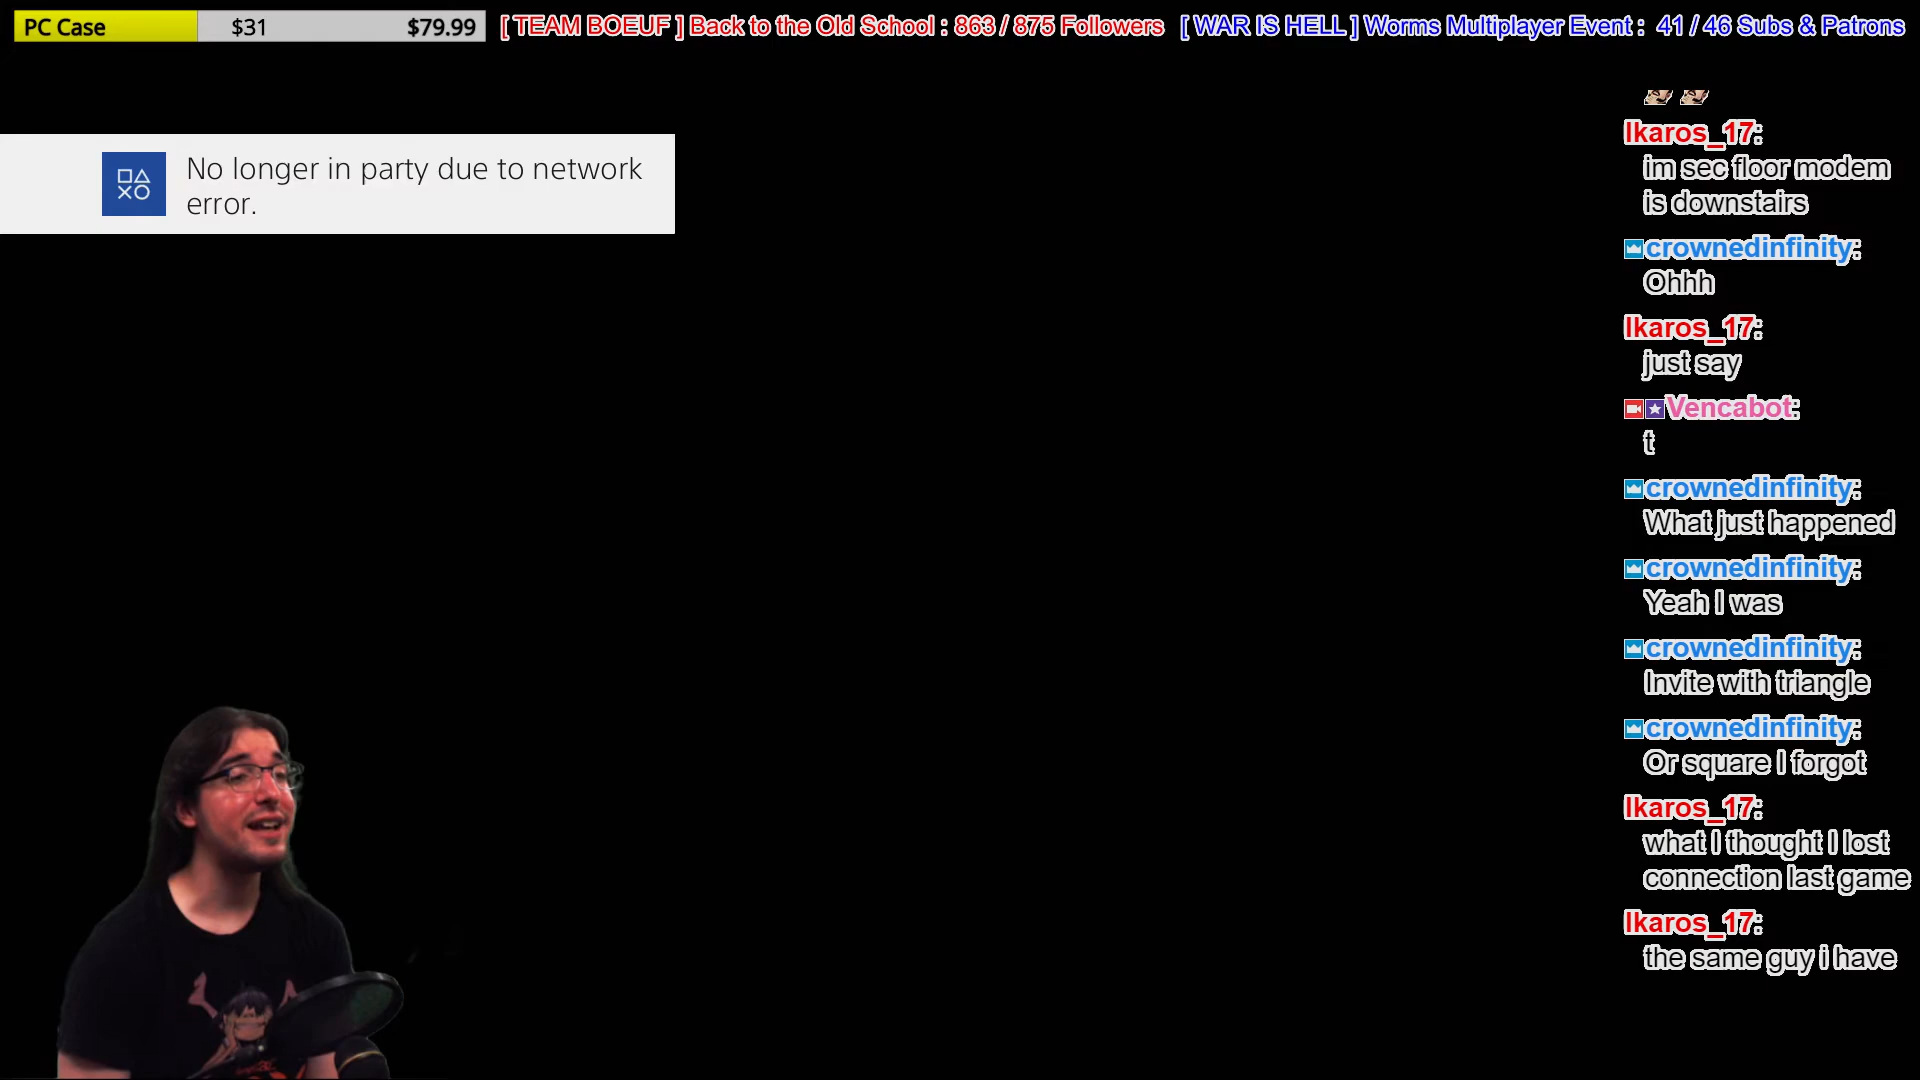 PC Case $31 $79.99 [ TEAM BOEUF ] Back to the Old School : 863 / 875 Followers [ WAR IS HELL ] Worms Multiplayer Event : 41 / 46 Subs & Patrons
No longer in party due to network
error.
Ikaros_17:
im sec floor modem
is downstairs
crownedinfinity:
Ohhh
Ikaros_17:
just say
Vencabot:
t
crownedinfinity:
What just happened
crownedinfinity:
Yeah I was
crownedinfinity:
Invite with triangle
crownedinfinity:
Or square I forgot
Ikaros_17:
what I thought I lost
connection last game
Ikaros_17:
the same guy i have